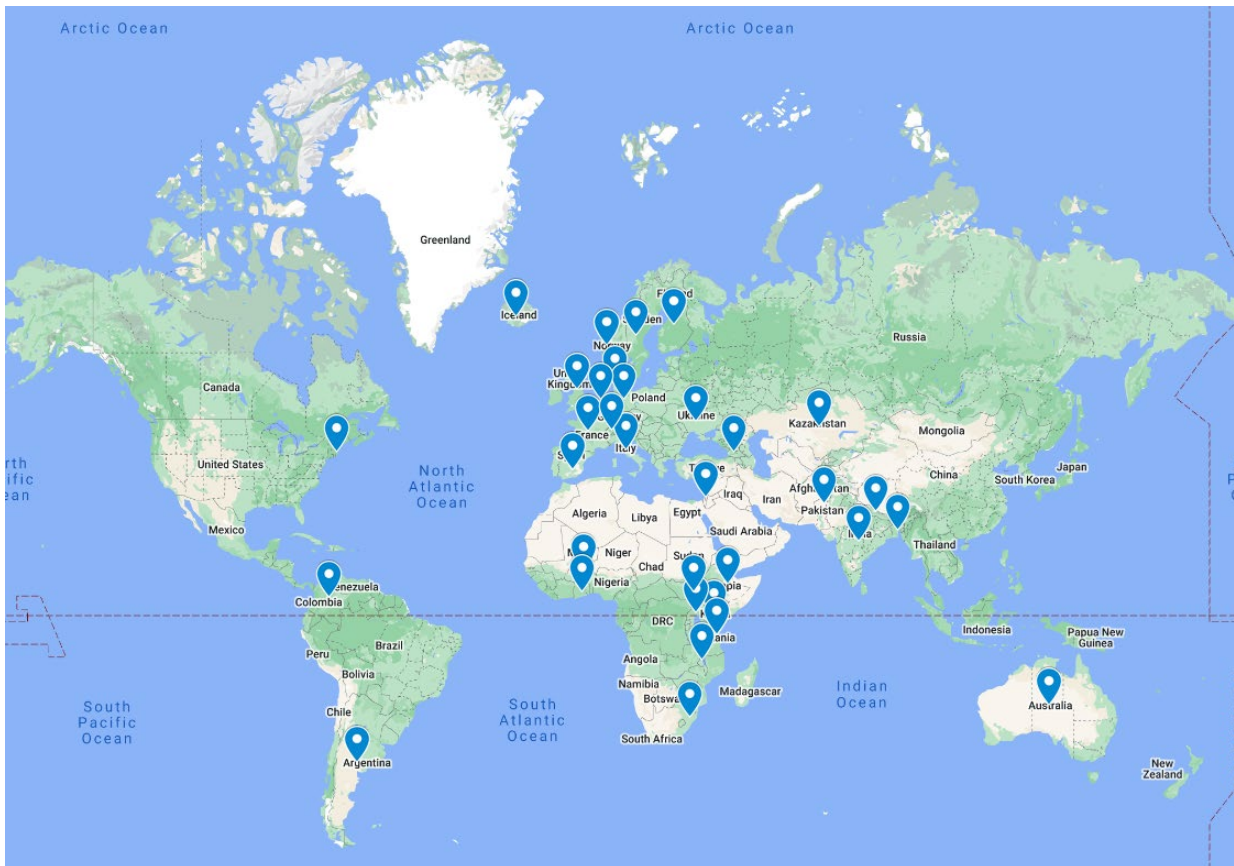 Arctic Ocean
Arctic Ocean
Greenland
Iceland
Russia
Canada
Norway
Kingdom
Poland
Ukraine
Kazakhstan
Mongolia
France
Italy
United States
North
Atlantic
Ocean
China
Japan
South Korea
Iraq
Iran
Afghanistan
Pakistan
Algeria
Libya
Egypt
Saudi Arabia
Mexico
Thailand
Niger
Chad
Sudan
Nigeria
Venezuela
Colombia
DRC
Indonesia
Papua New
Guinea
Brazil
Peru
Angola
Bolivia
Namibia
Madagascar
Indian
Ocean
South
Pacific
Ocean
Chile
South
Atlantic
Ocean
Australia
South Africa
Argentina
New
Zealand